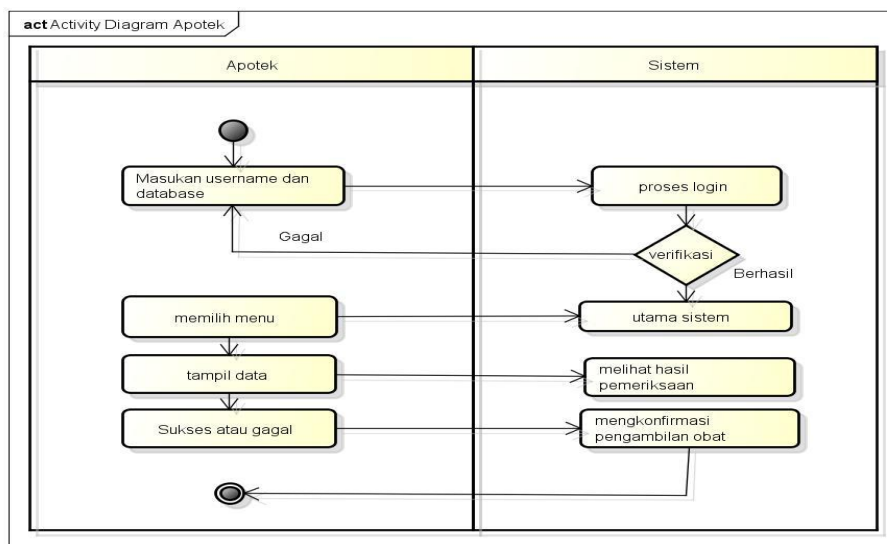 act Activity Diagram Apotek
Apotek
Sistem
Masukan username dan
database
proses login
Gagal
verifikasi
Berhasil
memilih menu
utama sistem
tampil data
melihat hasil
pemeriksaan
Sukses atau gagal
mengkonfirmasi
pengambilan obat